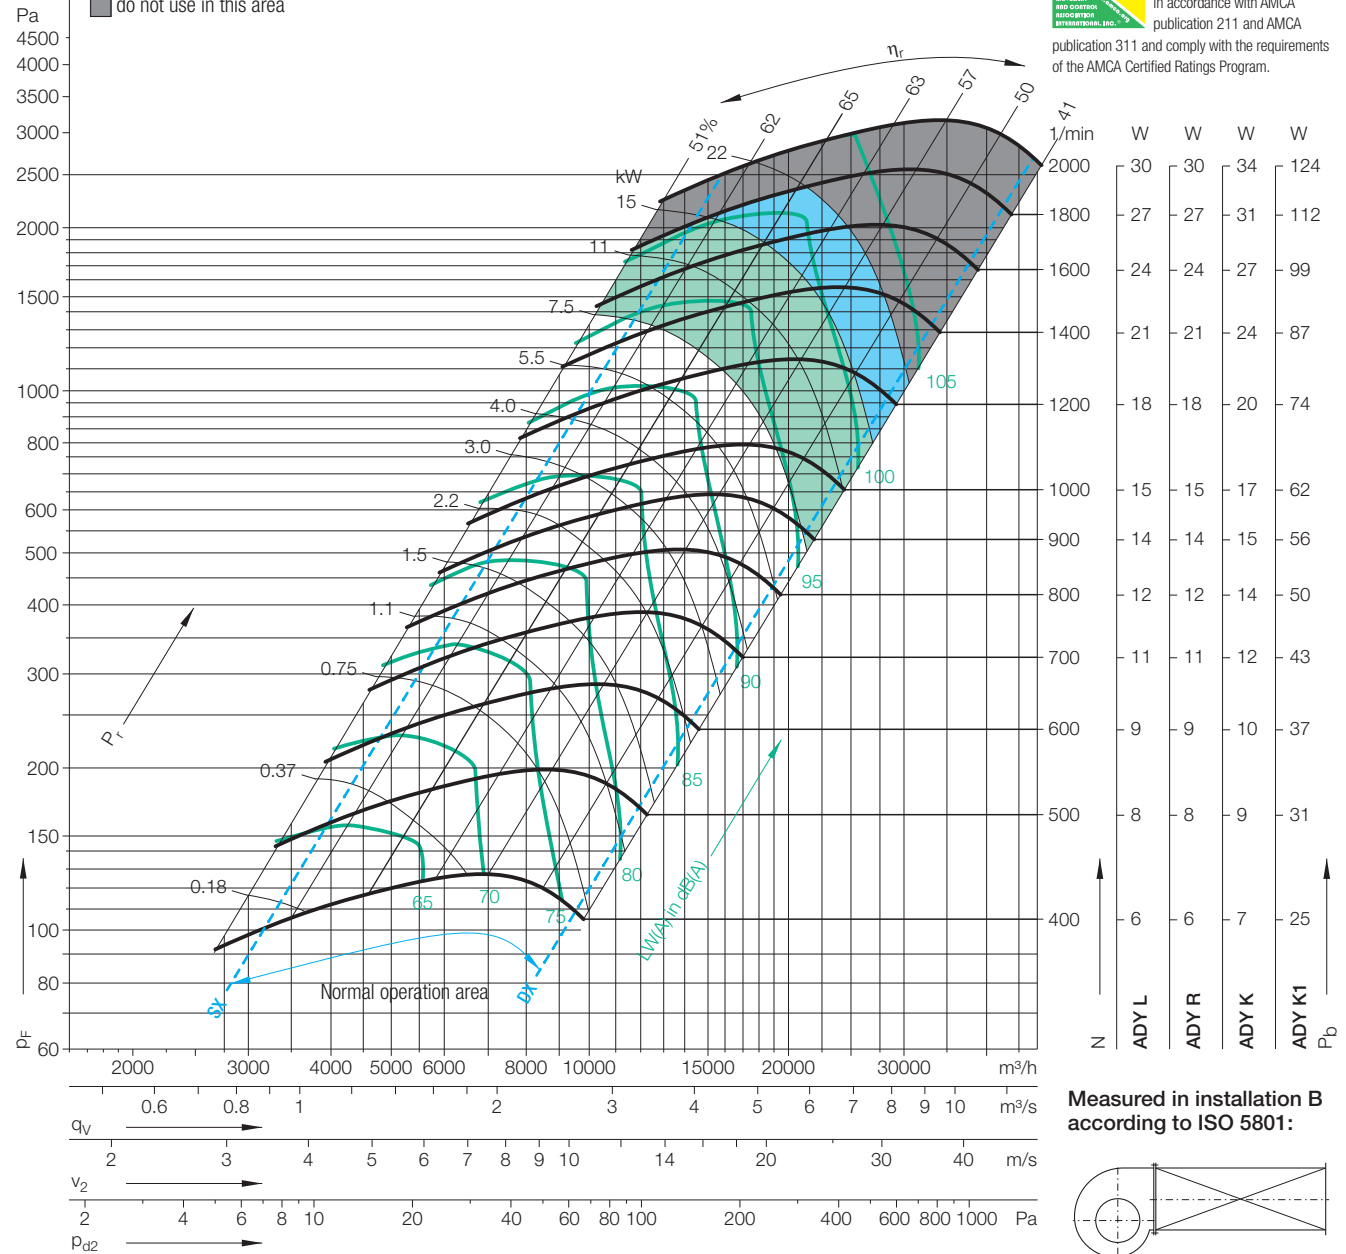 do not use in this area
AND CONTROL
ASSOCIATION
INTERNATIONAL, INC.®
in accordance with AMCA
publication 211 and AMCA
publication 311 and comply with the requirements
of the AMCA Certified Ratings Program.
Pa
4500
4000
3500
3000
2500
2000
1500
1000
800
600
500
400
300
200
150
100
80
60
pF
Pr
ηr
51%
62
65
63
57
50
41
kW
22
15
11
7.5
5.5
4.0
3.0
2.2
1.5
1.1
0.75
0.37
0.18
105
100
95
90
85
80
75
70
65
LW(A) in dB(A)
SX
DX
Normal operation area
1/min W W W W
2000 30 30 34 124
1800 27 27 31 112
1600 24 24 27 99
1400 21 21 24 87
1200 18 18 20 74
1000 15 15 17 62
900 14 14 15 56
800 12 12 14 50
700 11 11 12 43
600 9 9 10 37
500 8 8 9 31
400 6 6 7 25
N ADY L ADY R ADY K ADY K1 Pb
2000 3000 4000 5000 6000 8000 10000 15000 20000 30000 m³/h
0.6 0.8 1 2 3 4 5 6 7 8 9 10 m³/s
qV
2 3 4 5 6 7 8 9 10 14 20 30 40 m/s
v2
2 4 6 8 10 20 40 60 80 100 200 400 600 800 1000 Pa
pd2
Measured in installation B
according to ISO 5801: